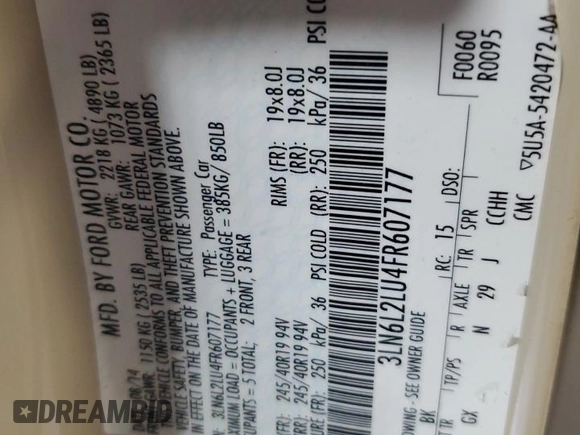 MFD. BY FORD MOTOR CO.
GVWR: 2218 KG ( 4890 LB)
1150 KG ( 2535 LB) REAR GAWR: 1073 KG ( 2365 LB)
CONFORMS TO ALL APPLICABLE FEDERAL MOTOR
VEHICLE SAFETY, BUMPER, AND THEFT PREVENTION STANDARDS
IN EFFECT ON THE DATE OF MANUFACTURE SHOWN ABOVE.
3LN6L2LU4FR607177 TYPE: Passenger Car
LOAD = OCCUPANTS + LUGGAGE = 385KG/ 850LB
= 5 TOTAL; 2 FRONT, 3 REAR
245/40R19 94V RIMS (FR): 19x8.0J
245/40R19 94V (RR): 19x8.0J
(FR): 250 kPa/ 36 PSI COLD (RR): 250 kPa/ 36 PSI
3LN6L2LU4FR607177
- SEE OWNER GUIDE
BK RC: 15 DSO:
TR TP/PS R AXLE TR SPR
GX N 29 J CCHH
CMC
F0060
R0095
▽5U5A-5420472-AA
DREAMBID